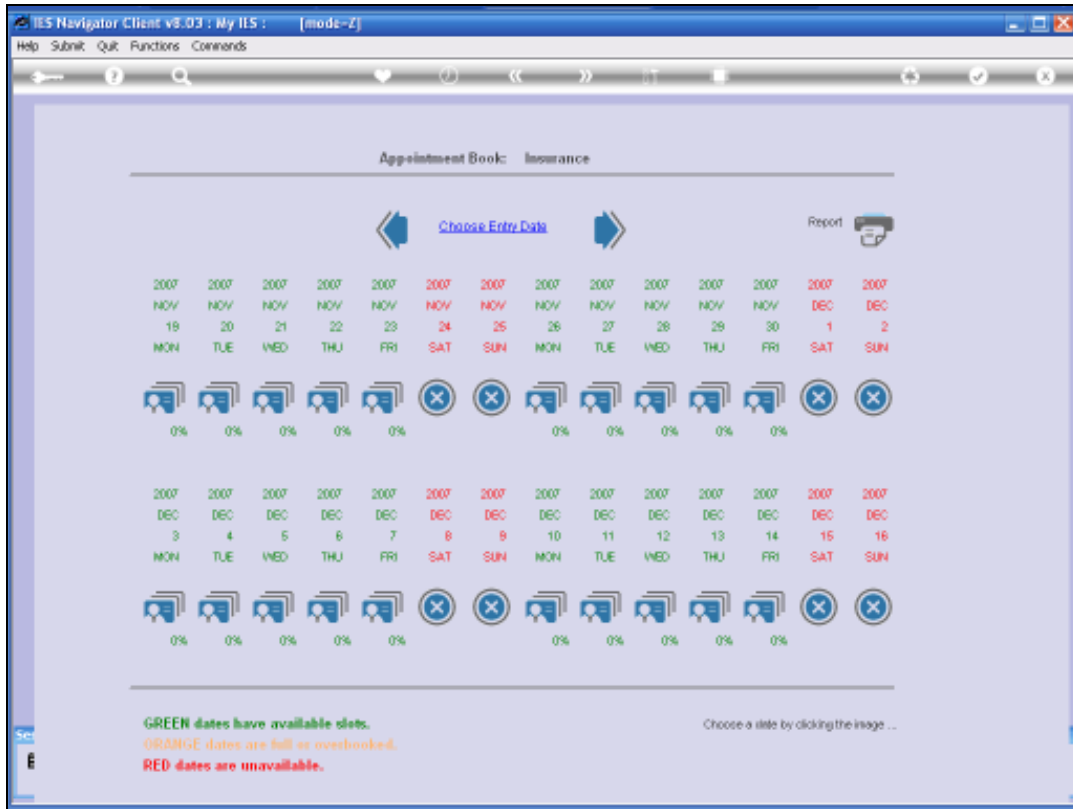 IES Navigator Client v8.03 : My IES : [mode=Z]
Help Submit Quit Functions Commands
Appointment Book: Insurance
Choose Entry Date
Report
2007 2007 2007 2007 2007 2007 2007 2007 2007 2007 2007 2007 2007 2007
NOV NOV NOV NOV NOV NOV NOV NOV NOV NOV NOV NOV DEC DEC
19 20 21 22 23 24 25 26 27 28 29 30 1 2
MON TUE WED THU FRI SAT SUN MON TUE WED THU FRI SAT SUN
0% 0% 0% 0% 0% 0% 0% 0% 0% 0%
2007 2007 2007 2007 2007 2007 2007 2007 2007 2007 2007 2007 2007 2007
DEC DEC DEC DEC DEC DEC DEC DEC DEC DEC DEC DEC DEC DEC
3 4 5 6 7 8 9 10 11 12 13 14 15 16
MON TUE WED THU FRI SAT SUN MON TUE WED THU FRI SAT SUN
0% 0% 0% 0% 0% 0% 0% 0% 0% 0%
GREEN dates have available slots.
Choose a date by clicking the image ...
ORANGE dates are full or overbooked.
RED dates are unavailable.